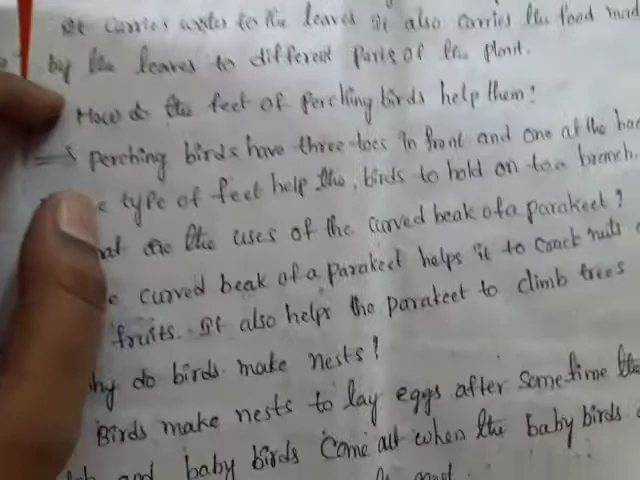 It carries water to the leaves It also carries the food mad
by the leaves to different parts of the plant.
How do the feet of perching birds help them?
perching birds have three toes in front and one at the
type of feet help the birds to hold on to a branch.
are the uses of the curved beak of a parakeet?
curved beak of a parakeet helps it to crack nuts
fruits. It also helps the parakeet to climb trees
hy do birds make nests?
Birds make nests to lay eggs after sometime the
and baby birds come out when the baby birds